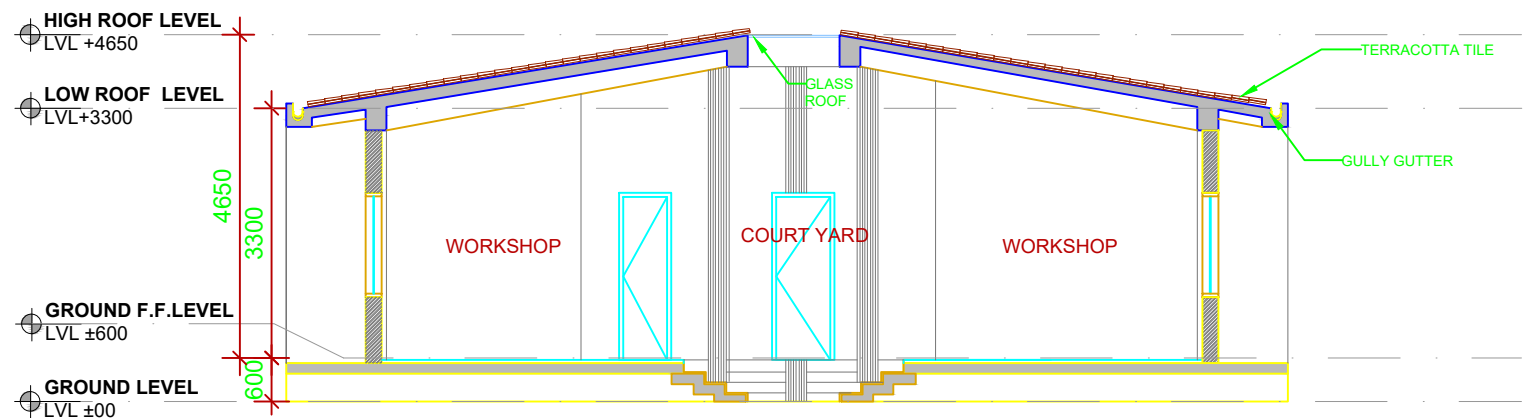 HIGH ROOF LEVEL
LVL +4650
TERRACOTTA TILE
GLASS
ROOF
LOW ROOF LEVEL
LVL+3300
GULLY GUTTER
4650
3300
WORKSHOP
COURT YARD
WORKSHOP
GROUND F.F.LEVEL
LVL ±600
600
GROUND LEVEL
LVL ±00